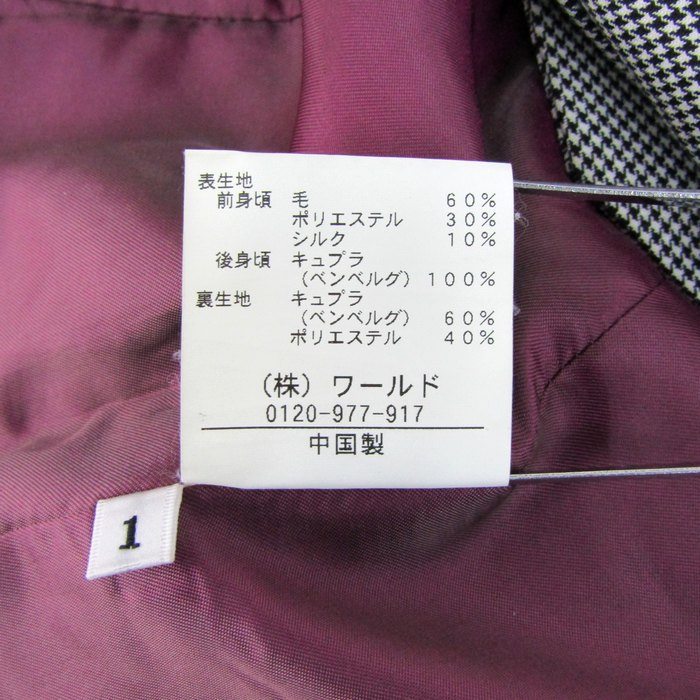 表生地
前身頃 毛 60%
ポリエステル 30%
シルク 10%
後身頃 キュプラ
(ベンベルグ) 100%
裏生地 キュプラ
(ベンベルグ) 60%
ポリエステル 40%
(株) ワールド
0120-977-917
中国製
1